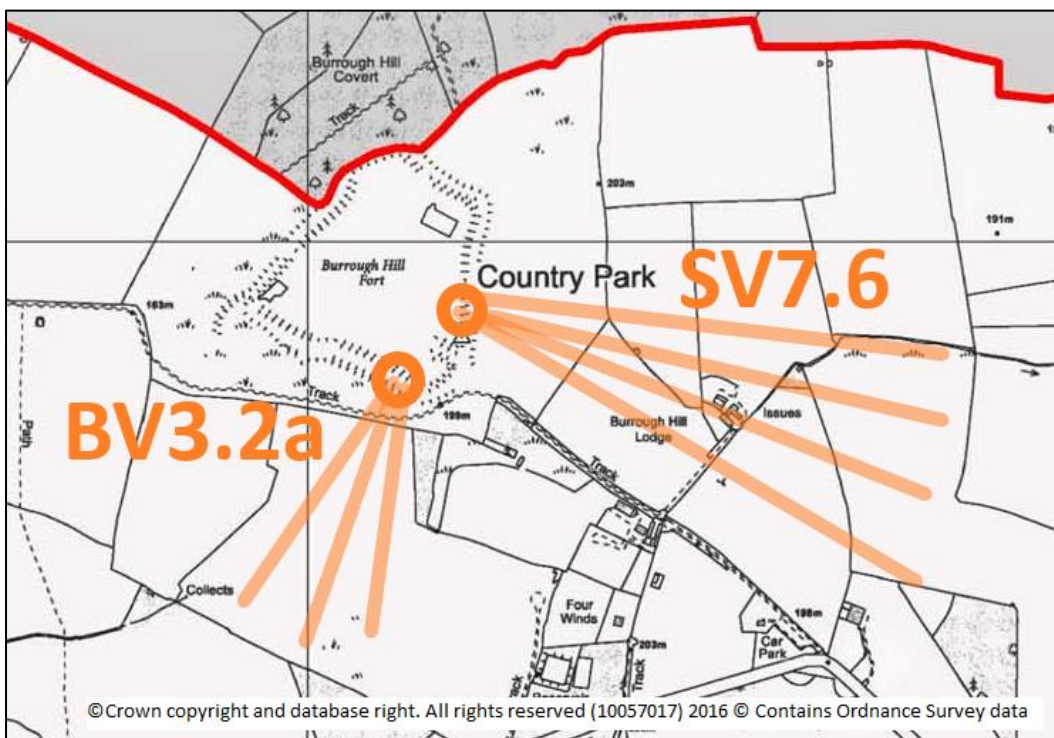 Burrough Hill
Covert
Track
203m
191m
Burrough Hill
Fort
Country Park
SV7.6
163m
BV3.2a
Track
199m
Path
Burrough Hill
Lodge
Issues
Track
Collects
Four
Winds
198m
Car
Park
203m
Track
Track
©Crown copyright and database right. All rights reserved (10057017) 2016 © Contains Ordnance Survey data